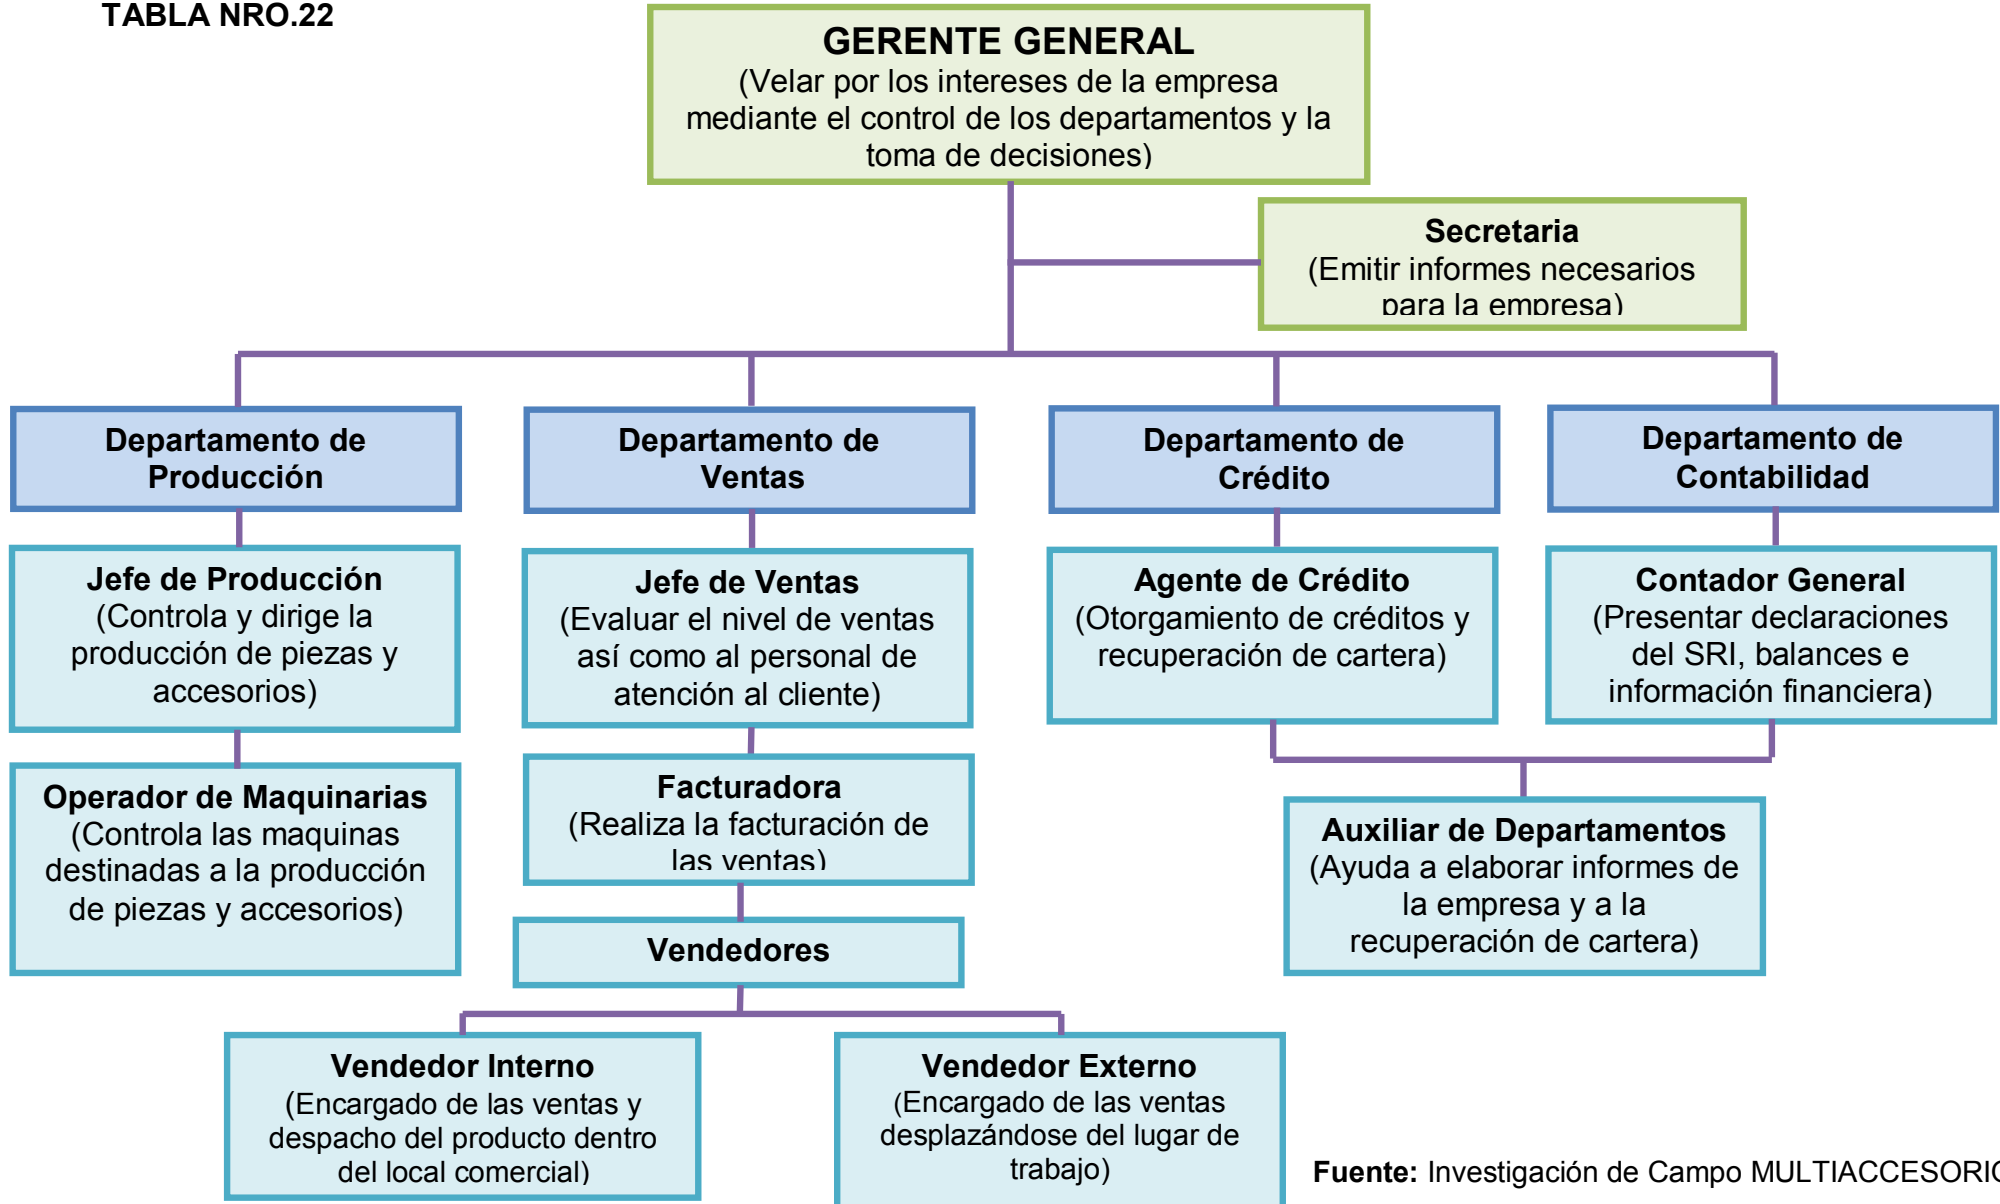 TABLA NRO.22
GERENTE GENERAL
(Velar por los intereses de la empresa
mediante el control de los departamentos y la
toma de decisiones)
Secretaria
(Emitir informes necesarios
para la empresa)
Departamento de
Producción
Departamento de
Ventas
Departamento de
Crédito
Departamento de
Contabilidad
Jefe de Producción
(Controla y dirige la
producción de piezas y
accesorios)
Jefe de Ventas
(Evaluar el nivel de ventas
así como al personal de
atención al cliente)
Agente de Crédito
(Otorgamiento de créditos y
recuperación de cartera)
Contador General
(Presentar declaraciones
del SRI, balances e
información financiera)
Operador de Maquinarias
(Controla las maquinas
destinadas a la producción
de piezas y accesorios)
Facturadora
(Realiza la facturación de
las ventas)
Auxiliar de Departamentos
(Ayuda a elaborar informes de
la empresa y a la
recuperación de cartera)
Vendedores
Vendedor Interno
(Encargado de las ventas y
despacho del producto dentro
del local comercial)
Vendedor Externo
(Encargado de las ventas
desplazándose del lugar de
trabajo)
Fuente: Investigación de Campo